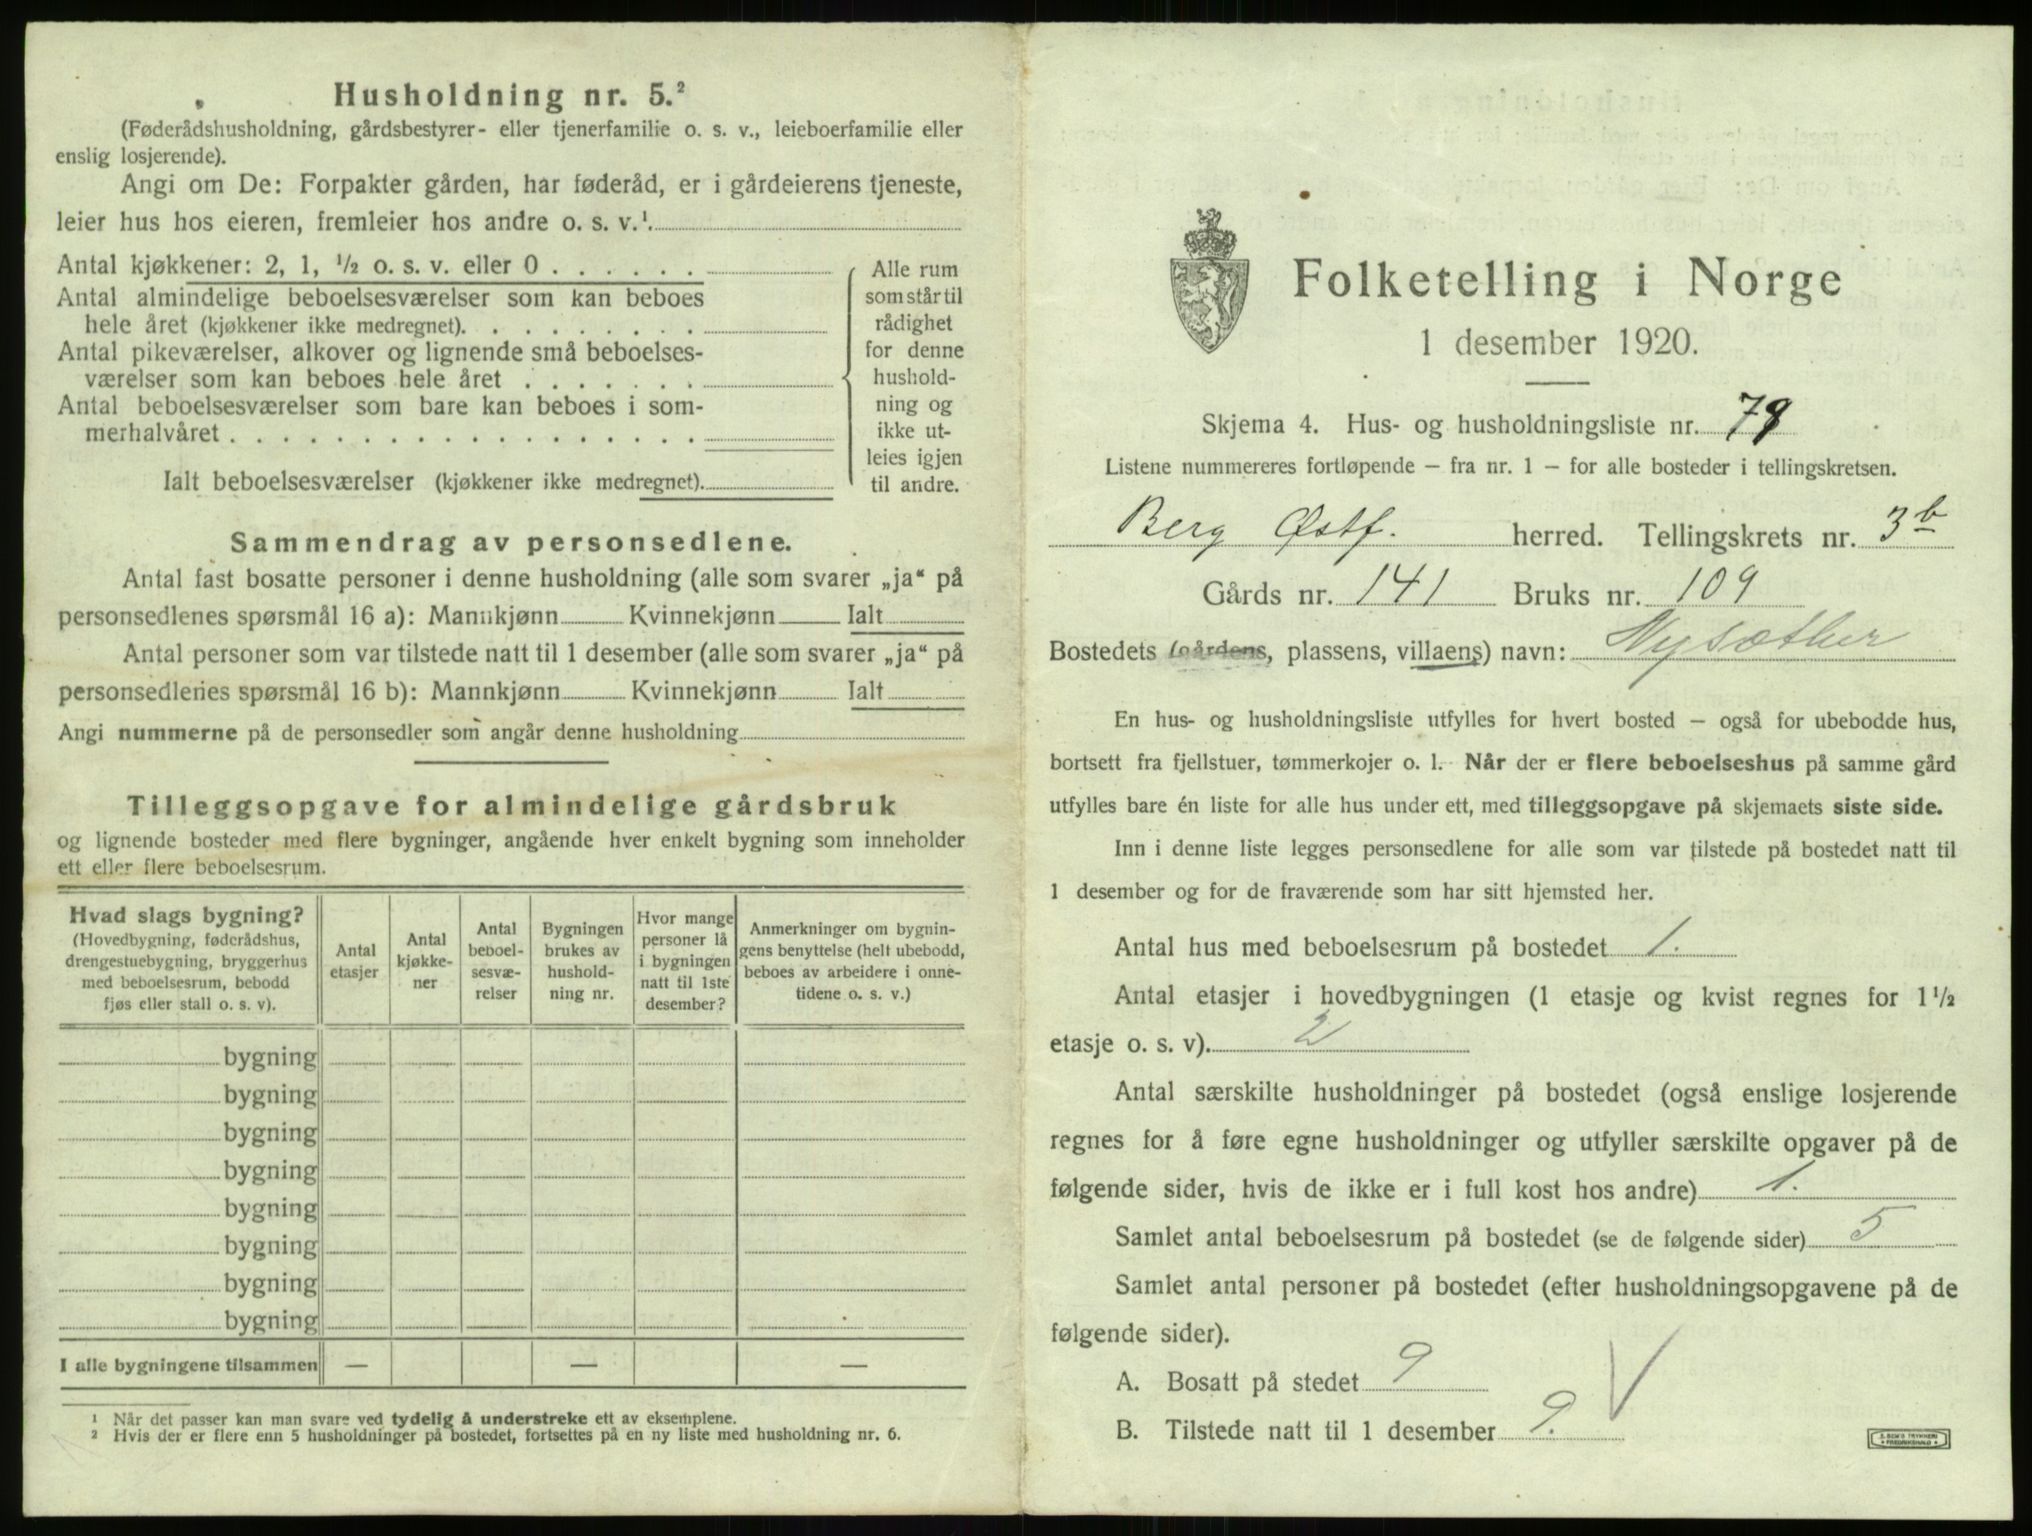 Husholdning nr. 5.²
(Føderådshusholdning, gårdsbestyrer- eller tjenerfamilie o. s. v., leieboerfamilie eller
enslig losjerende).
Angi om De: Forpakter gården, har føderåd, er i gårdeierens tjeneste,
leier hus hos eieren, fremleier hos andre o. s. v.¹
Antal kjøkkener: 2, 1, ½ o. s. v. eller 0 . . . . . .
Antal almindelige beboelsesværelser som kan beboes
hele året (kjøkkener ikke medregnet). . . . . . . . .
Antal pikeværelser, alkover og lignende små beboelses-
værelser som kan beboes hele året . . . . . . .
Antal beboelsesværelser som bare kan beboes i som-
merhalvåret . . . . . . . . . . . . . . . . . .
Ialt beboelsesværelser (kjøkkener ikke medregnet).
Alle rum
som står til
rådighet
for denne
hushold-
ning og
ikke ut-
leies igjen
til andre.
Sammendrag av personsedlene.
Antal fast bosatte personer i denne husholdning (alle som svarer „ja“ på
personsedlenes spørsmål 16 a): Mannkjønn Kvinnekjønn Ialt
Antal personer som var tilstede natt til 1 desember (alle som svarer „ja“ på
personsedlenes spørsmål 16 b): Mannkjønn Kvinnekjønn Ialt
Angi nummerne på de personsedler som angår denne husholdning
Tilleggsopgave for almindelige gårdsbruk
og lignende bosteder med flere bygninger, angående hver enkelt bygning som inneholder
ett eller flere beboelsesrum.
Hvad slags bygning?
(Hovedbygning, føderådshus,
drengestuebygning, bryggerhus
med beboelsesrum, bebodd
fjøs eller stall o. s. v).
Antal
etasjer
Antal
kjøkke-
ner
Antal
beboel-
sesvæ-
relser
Bygningen
brukes av
hushold-
ning nr.
Hvor mange
personer lå
i bygningen
natt til 1ste
desember?
Anmerkninger om bygnin-
gens benyttelse (helt ubebodd,
beboes av arbeidere i onne-
tidene o. s. v.)
bygning
bygning
bygning
bygning
bygning
bygning
bygning
bygning
I alle bygningene tilsammen — — —
¹ Når det passer kan man svare ved tydelig å understreke ett av eksemplene.
² Hvis der er flere enn 5 husholdninger på bostedet, fortsettes på en ny liste med husholdning nr. 6.
Folketelling i Norge
1 desember 1920.
Skjema 4. Hus- og husholdningsliste nr.
Listene nummereres fortløpende – fra nr. 1 – for alle bosteder i tellingskretsen.
Berg Østf. herred. Tellingskrets nr. 3b
Gårds nr. 141 Bruks nr. 109
Bostedets (gårdens, plassens, villaens) navn: Nysæther
En hus- og husholdningsliste utfylles for hvert bosted – også for ubebodde hus,
bortsett fra fjellstuer, tømmerkojer o. l. Når der er flere beboelseshus på samme gård
utfylles bare én liste for alle hus under ett, med tilleggsopgave på skjemaets siste side.
Inn i denne liste legges personsedlene for alle som var tilstede på bostedet natt til
1 desember og for de fraværende som har sitt hjemsted her.
Antal hus med beboelsesrum på bostedet 1.
Antal etasjer i hovedbygningen (1 etasje og kvist regnes for 1½
etasje o. s. v). 2
Antal særskilte husholdninger på bostedet (også enslige losjerende
regnes for å føre egne husholdninger og utfyller særskilte opgaver på de
følgende sider, hvis de ikke er i full kost hos andre) 1.
Samlet antal beboelsesrum på bostedet (se de følgende sider) 5
Samlet antal personer på bostedet (efter husholdningsopgavene på de
følgende sider).
A. Bosatt på stedet 9
B. Tilstede natt til 1 desember 9.